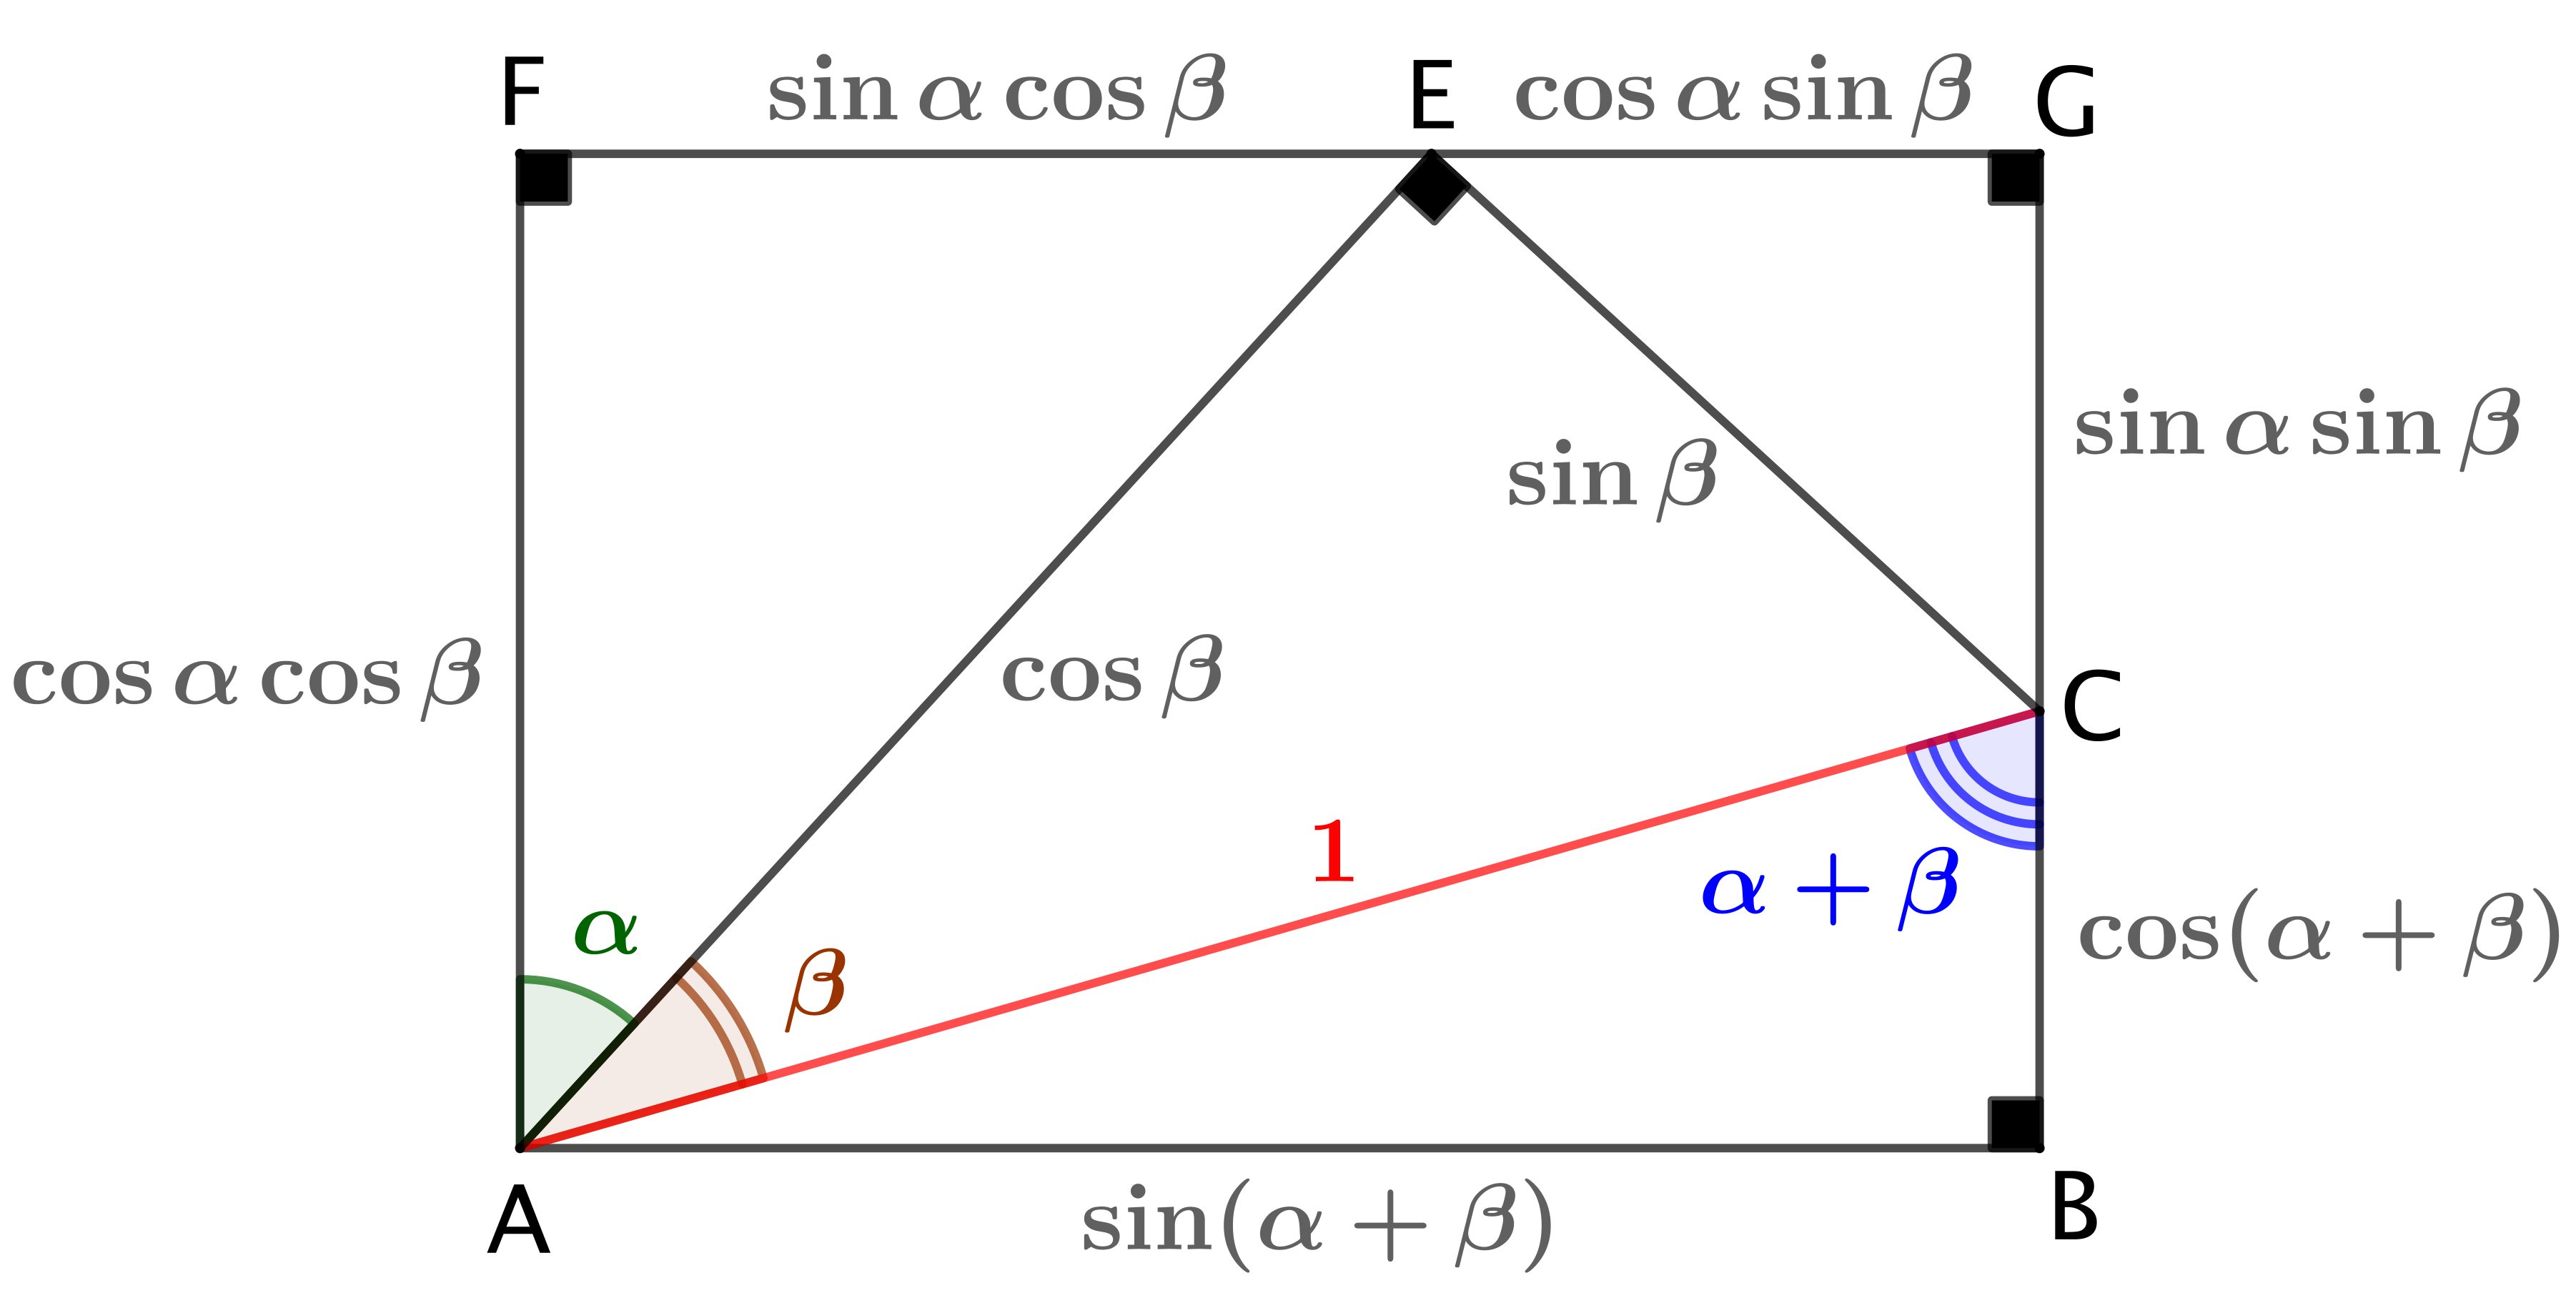 F sin α cos β E cos α sin β G
sin α sin β
sin β
cos α cos β
cos β
C
1
α + β
α
cos(α + β)
β
A sin(α + β) B